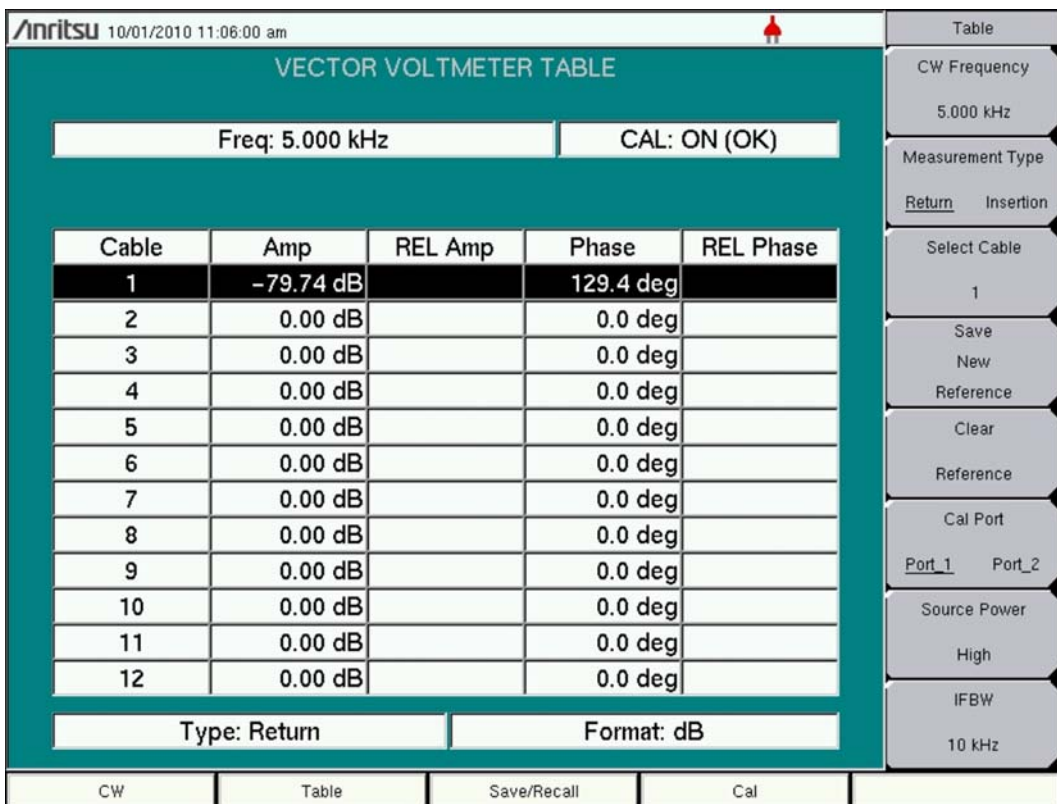 Anritsu 10/01/2010 11:06:00 am
VECTOR VOLTMETER TABLE
Freq: 5.000 kHz CAL: ON (OK)
Cable Amp REL Amp Phase REL Phase
1 -79.74 dB 129.4 deg
2 0.00 dB 0.0 deg
3 0.00 dB 0.0 deg
4 0.00 dB 0.0 deg
5 0.00 dB 0.0 deg
6 0.00 dB 0.0 deg
7 0.00 dB 0.0 deg
8 0.00 dB 0.0 deg
9 0.00 dB 0.0 deg
10 0.00 dB 0.0 deg
11 0.00 dB 0.0 deg
12 0.00 dB 0.0 deg
Type: Return Format: dB
Table
CW Frequency
5.000 kHz
Measurement Type
Return Insertion
Select Cable
1
Save
New
Reference
Clear
Reference
Cal Port
Port_1 Port_2
Source Power
High
IFBW
10 kHz
CW Table Save/Recall Cal